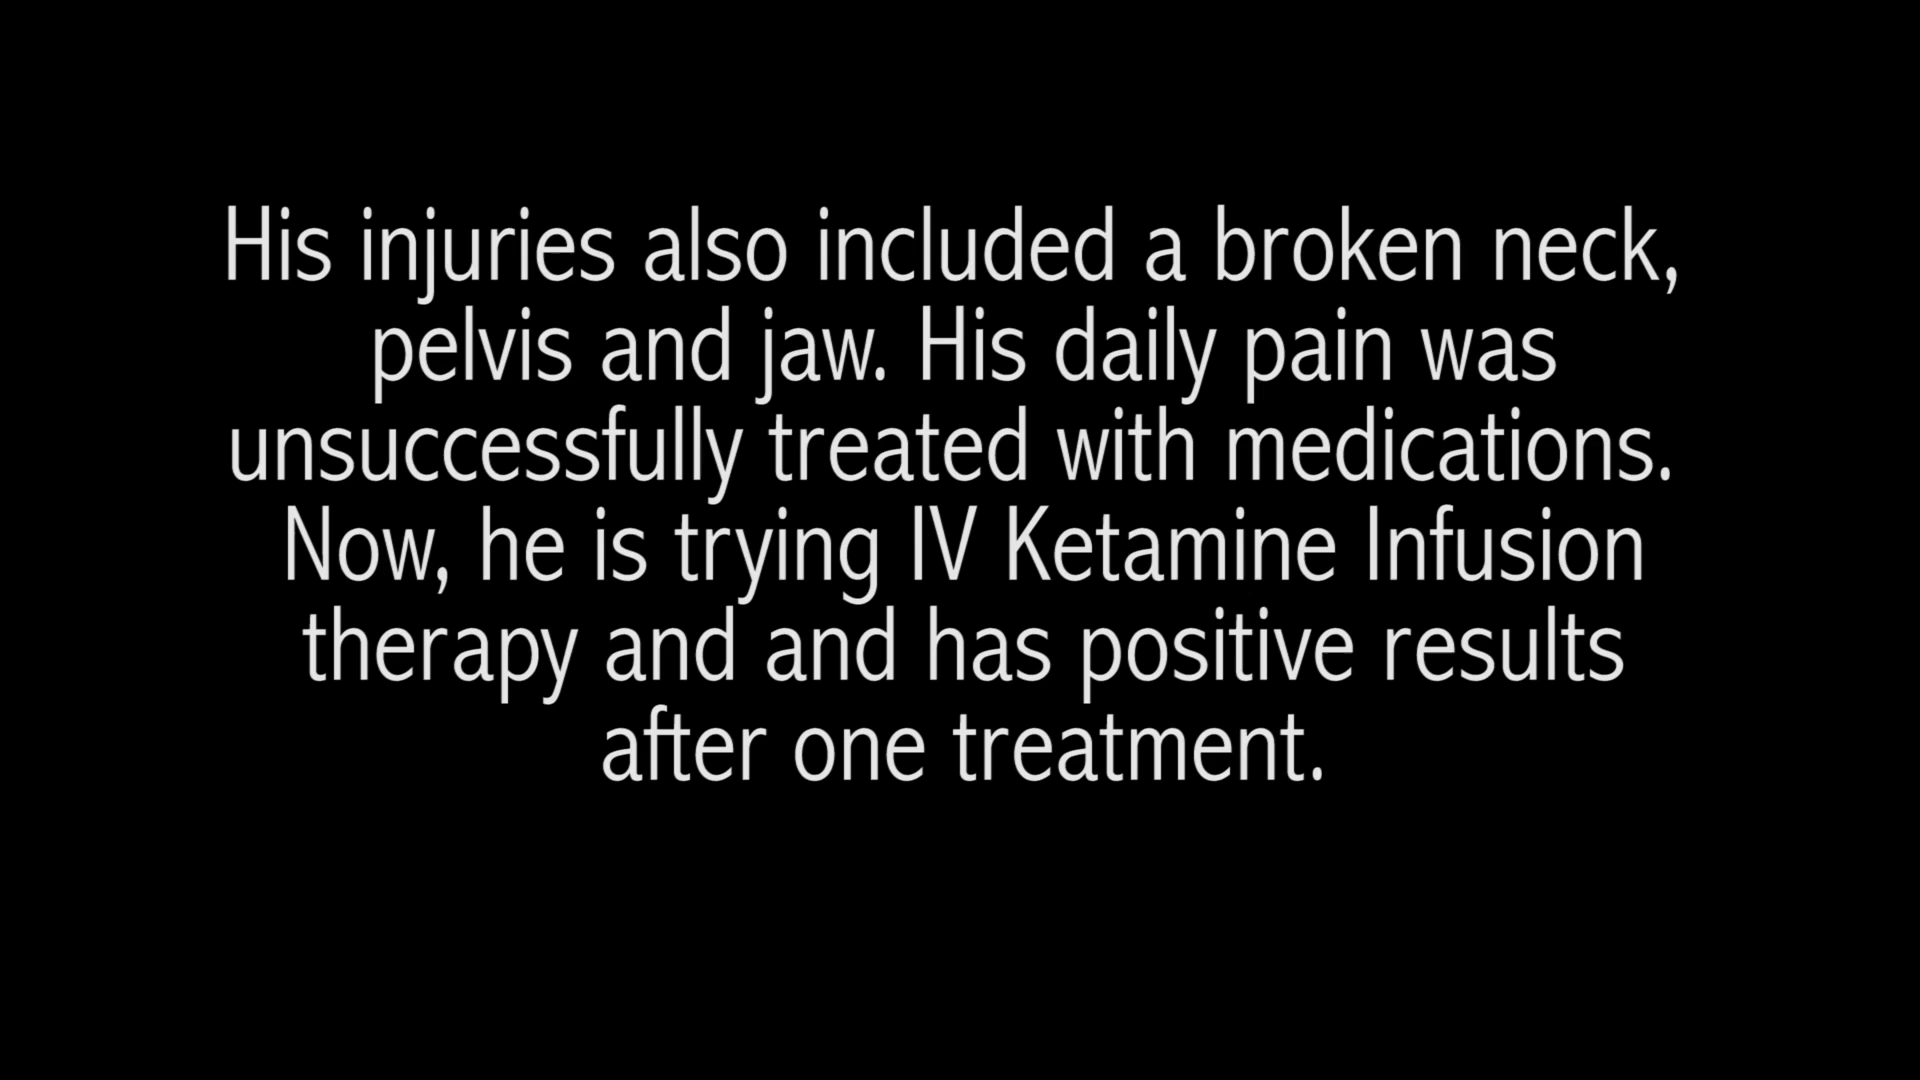 His injuries also included a broken neck,
pelvis and jaw. His daily pain was
unsuccessfully treated with medications.
Now, he is trying IV Ketamine Infusion
therapy and and has positive results
after one treatment.